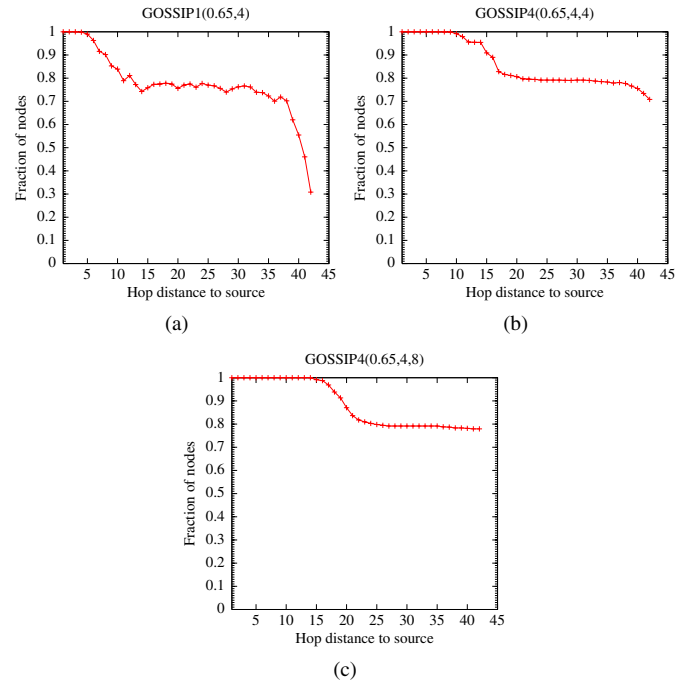 GOSSIP1(0.65,4)
1
0.9
0.8
0.7
0.6
0.5
0.4
0.3
0.2
0.1
0
Fraction of nodes
5 10 15 20 25 30 35 40 45
Hop distance to source
(a)
GOSSIP4(0.65,4,4)
1
0.9
0.8
0.7
0.6
0.5
0.4
0.3
0.2
0.1
0
Fraction of nodes
5 10 15 20 25 30 35 40 45
Hop distance to source
(b)
GOSSIP4(0.65,4,8)
1
0.9
0.8
0.7
0.6
0.5
0.4
0.3
0.2
0.1
0
Fraction of nodes
5 10 15 20 25 30 35 40 45
Hop distance to source
(c)